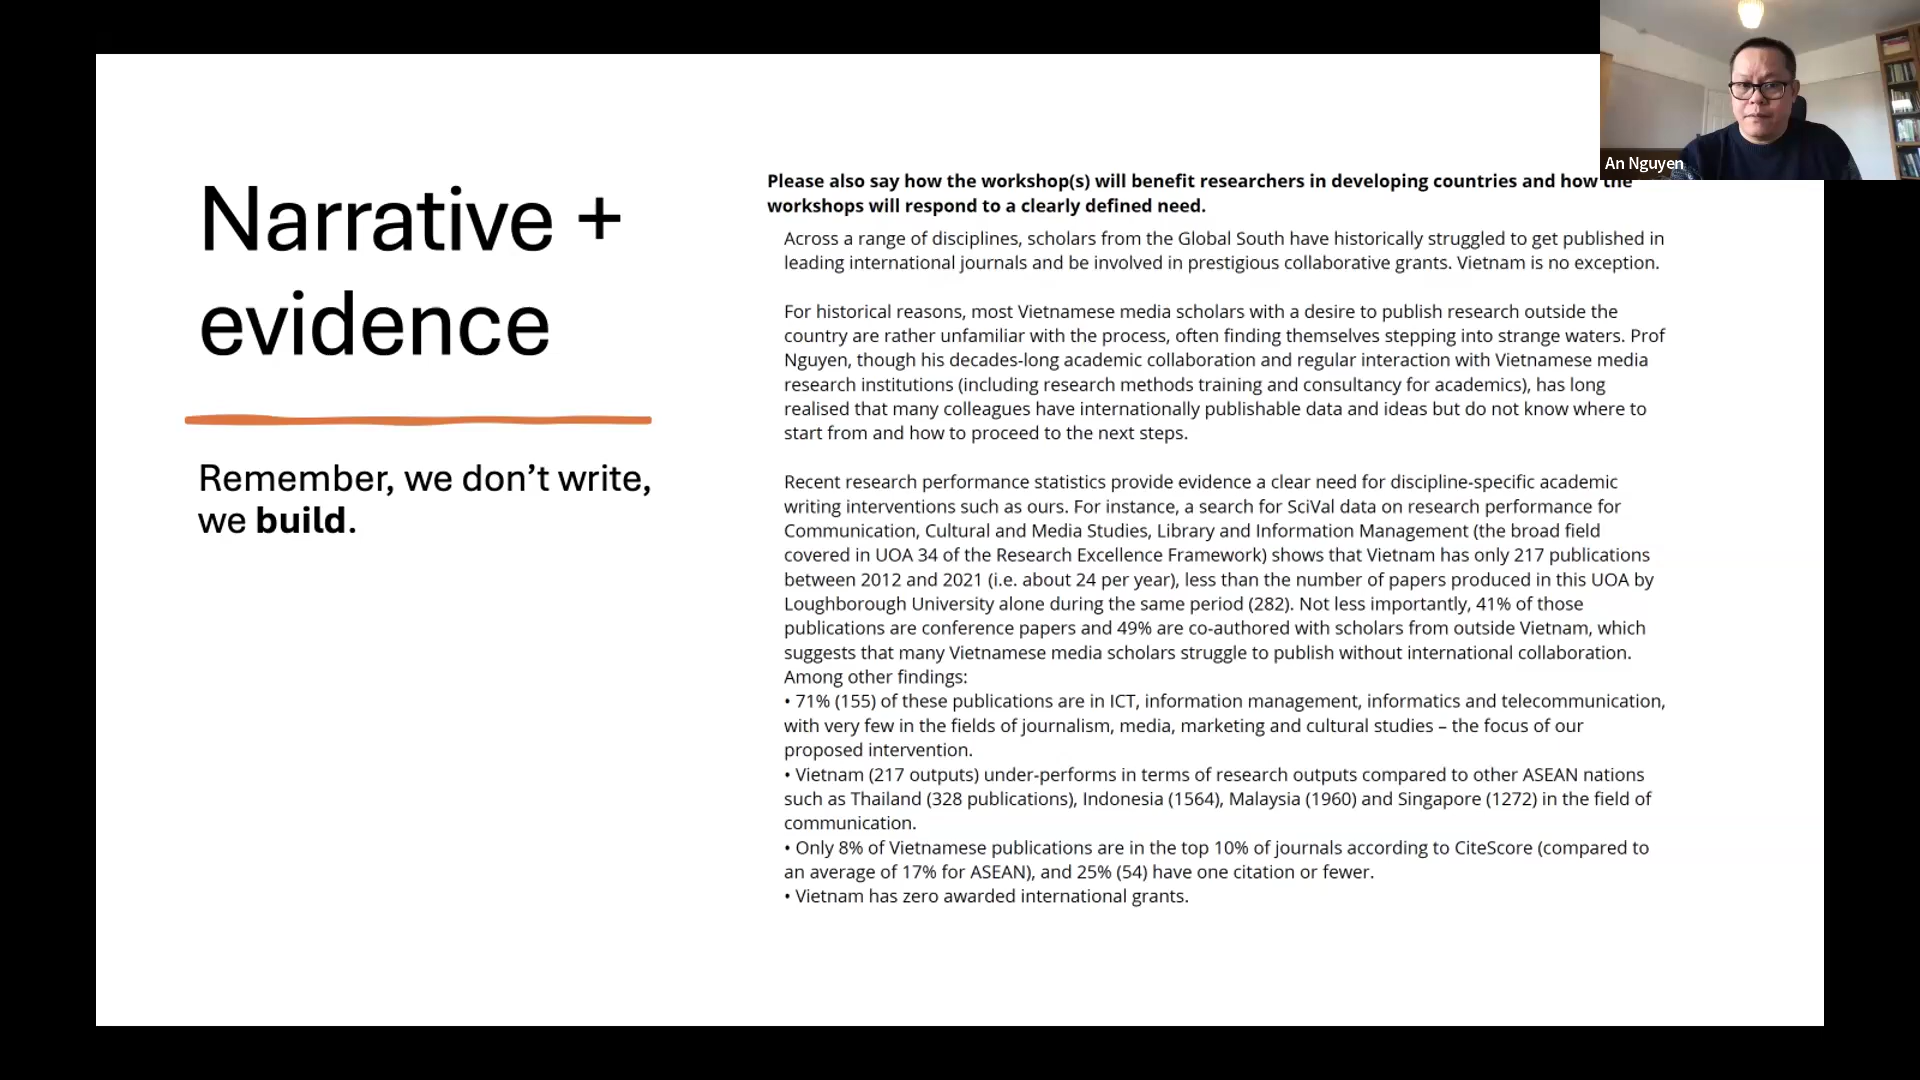 Narrative +
evidence
Remember, we don’t write,
we build.
Please also say how the workshop(s) will benefit researchers in developing countries and how the
workshops will respond to a clearly defined need.
Across a range of disciplines, scholars from the Global South have historically struggled to get published in
leading international journals and be involved in prestigious collaborative grants. Vietnam is no exception.
For historical reasons, most Vietnamese media scholars with a desire to publish research outside the
country are rather unfamiliar with the process, often finding themselves stepping into strange waters. Prof
Nguyen, though his decades-long academic collaboration and regular interaction with Vietnamese media
research institutions (including research methods training and consultancy for academics), has long
realised that many colleagues have internationally publishable data and ideas but do not know where to
start from and how to proceed to the next steps.
Recent research performance statistics provide evidence a clear need for discipline-specific academic
writing interventions such as ours. For instance, a search for SciVal data on research performance for
Communication, Cultural and Media Studies, Library and Information Management (the broad field
covered in UOA 34 of the Research Excellence Framework) shows that Vietnam has only 217 publications
between 2012 and 2021 (i.e. about 24 per year), less than the number of papers produced in this UOA by
Loughborough University alone during the same period (282). Not less importantly, 41% of those
publications are conference papers and 49% are co-authored with scholars from outside Vietnam, which
suggests that many Vietnamese media scholars struggle to publish without international collaboration.
Among other findings:
• 71% (155) of these publications are in ICT, information management, informatics and telecommunication,
with very few in the fields of journalism, media, marketing and cultural studies – the focus of our
proposed intervention.
• Vietnam (217 outputs) under-performs in terms of research outputs compared to other ASEAN nations
such as Thailand (328 publications), Indonesia (1564), Malaysia (1960) and Singapore (1272) in the field of
communication.
• Only 8% of Vietnamese publications are in the top 10% of journals according to CiteScore (compared to
an average of 17% for ASEAN), and 25% (54) have one citation or fewer.
• Vietnam has zero awarded international grants.
An Nguyen